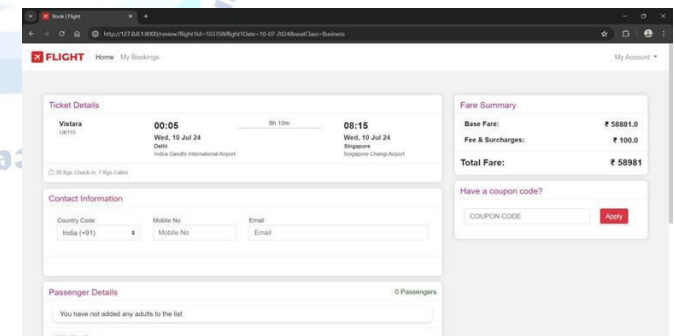 Book | Flight
http://127.0.0.1:8000/review?flight1Id=10370&flight1Date=10-07-2024&seatClass=Business
FLIGHT Home My Bookings My Account
Ticket Details
Vistara
UK115
00:05
Wed, 10 Jul 24
Delhi
Indira Gandhi International Airport
8h 10m
08:15
Wed, 10 Jul 24
Singapore
Singapore Changi Airport
30 Kgs Check in, 7 Kgs Cabin
Fare Summary
Base Fare: ₹ 58881.0
Fee & Surcharges: ₹ 100.0
Total Fare: ₹ 58981
Have a coupon code?
COUPON CODE Apply
Contact Information
Country Code Mobile No Email
India (+91) Mobile No Email
Passenger Details 0 Passengers
You have not added any adults to the list